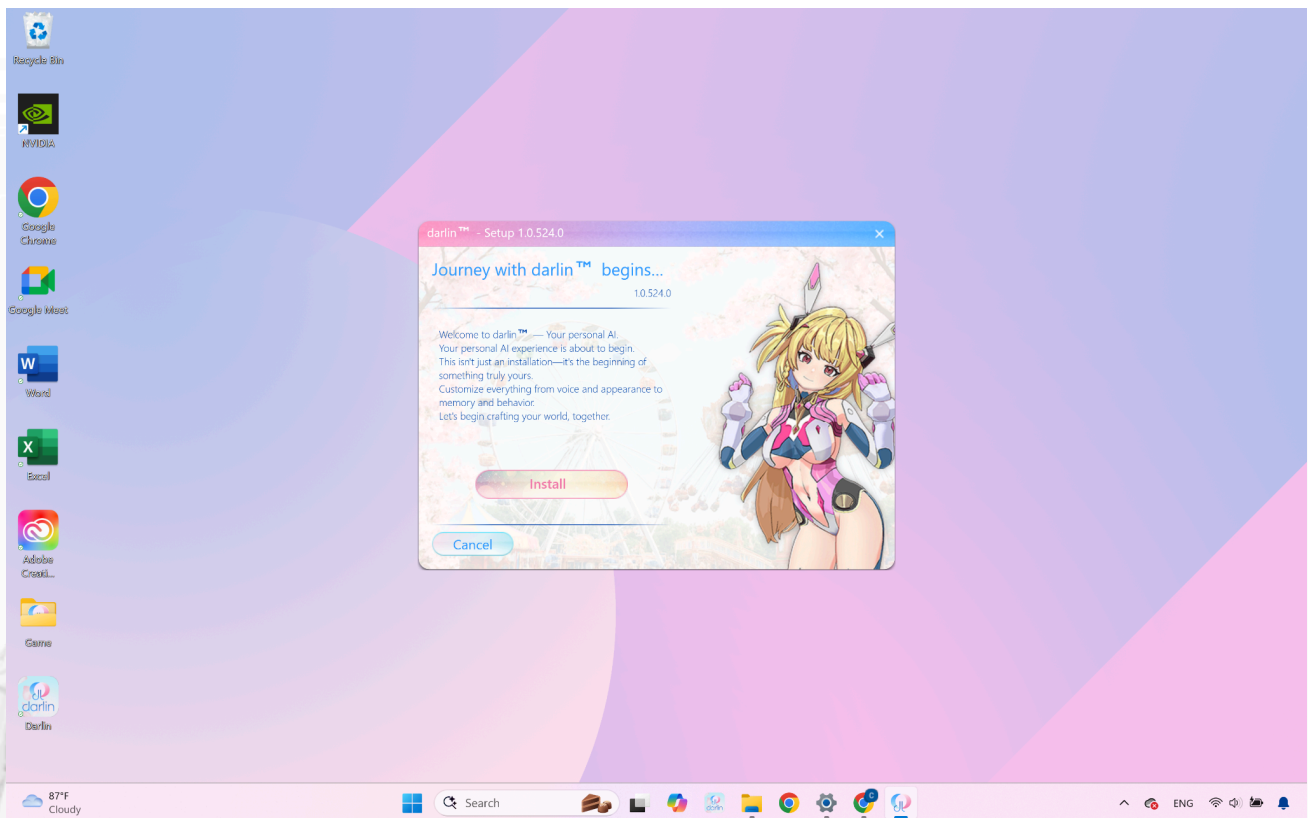 Recycle Bin
NVIDIA
Google
Chrome
Google Meet
W
Word
X
Excel
Adobe
Creati...
Game
darlin
Darlin
darlin™ - Setup 1.0.524.0
Journey with darlin™ begins...
1.0.524.0
Welcome to darlin™ — Your personal AI.
Your personal AI experience is about to begin.
This isn't just an installation—it's the beginning of
something truly yours.
Customize everything from voice and appearance to
memory and behavior.
Let's begin crafting your world, together.
Install
Cancel
87°F
Cloudy
Search
darlin
C
ENG